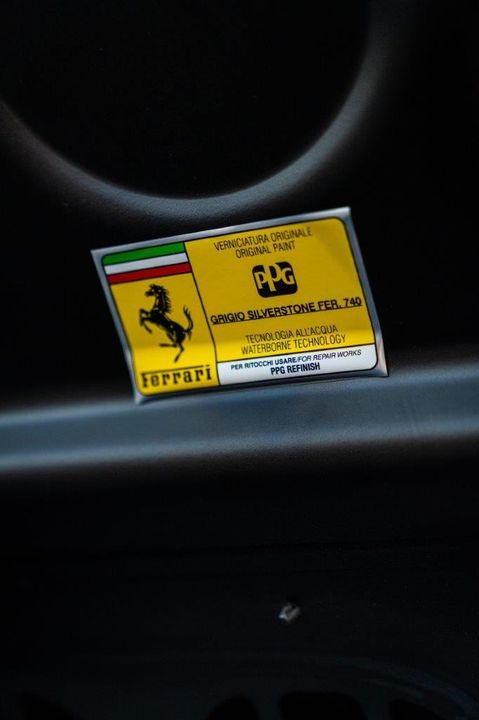 VERNICIATURA ORIGINALE
ORIGINAL PAINT
PPG
GRIGIO SILVERSTONE FER. 740
TECNOLOGIA ALL'ACQUA
WATERBORNE TECHNOLOGY
PER RITOCCHI USARE/FOR REPAIR WORKS
PPG REFINISH
Ferrari